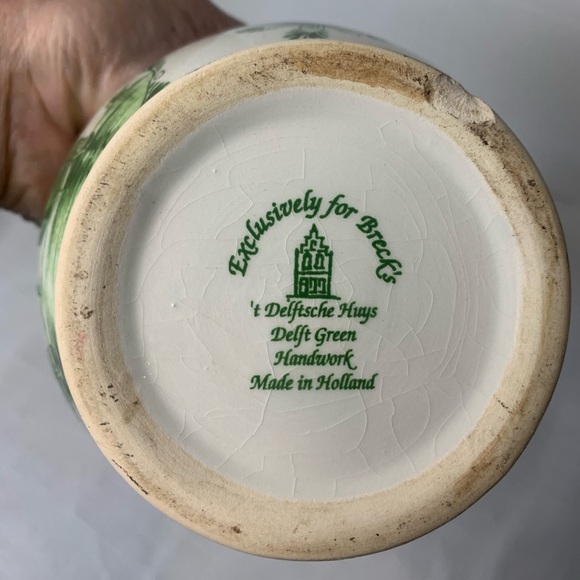 Exclusively for Breck's
't Delftsche Huys
Delft Green
Handwork
Made in Holland